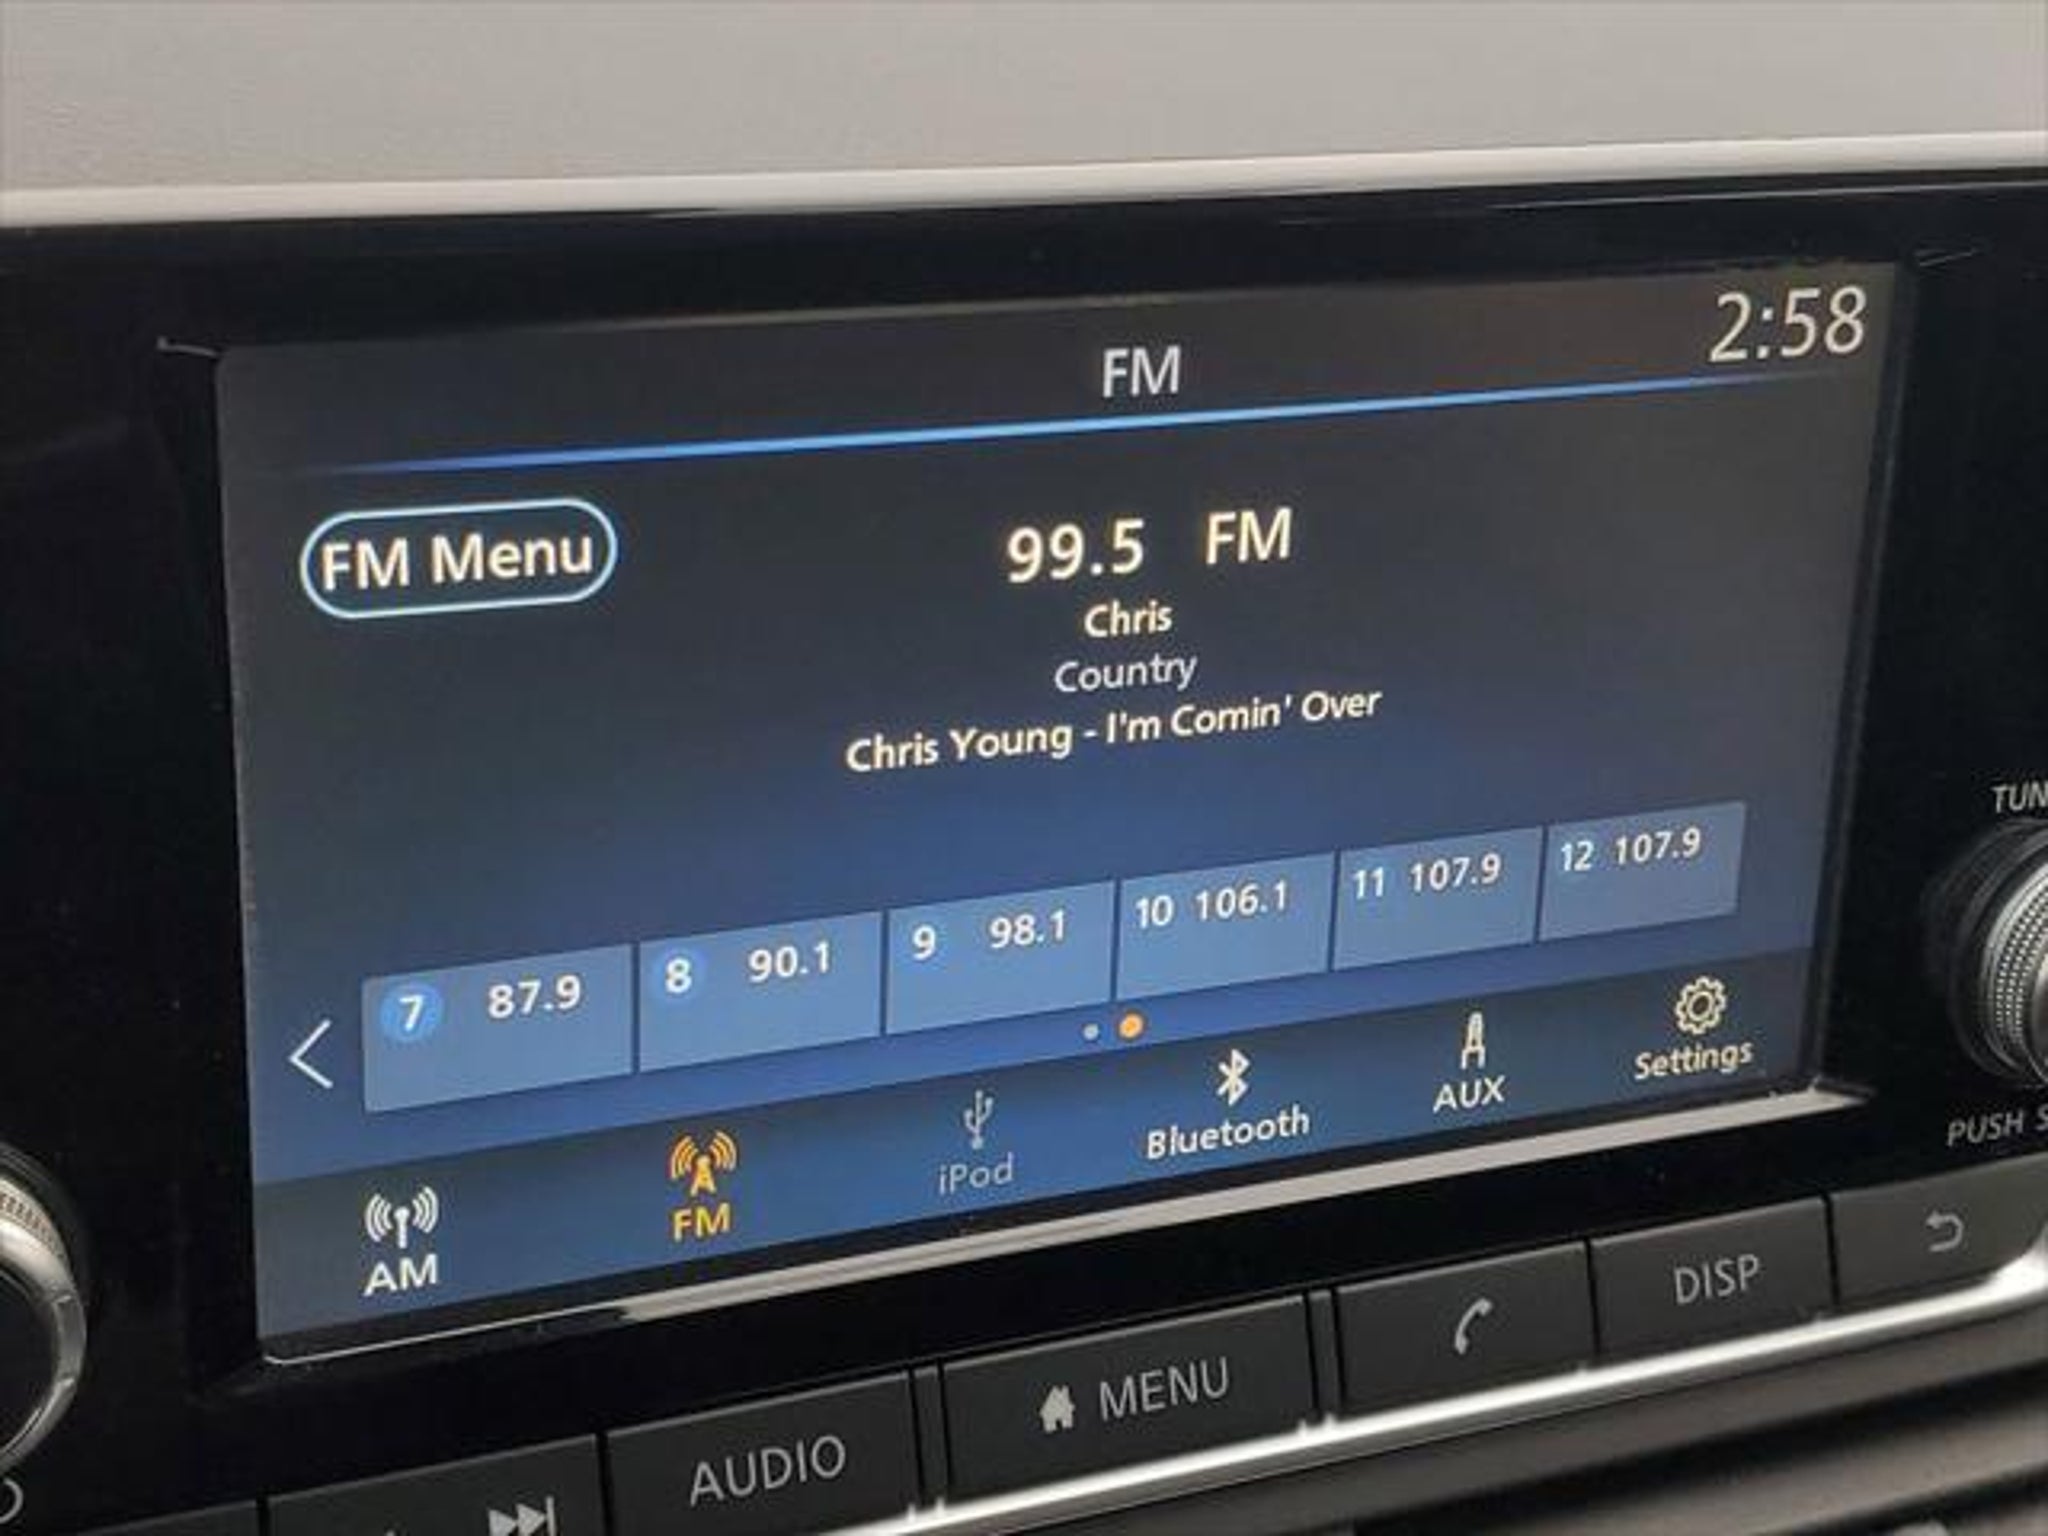 2:58
FM
FM Menu
99.5 FM
Chris
Country
Chris Young - I'm Comin' Over
7 87.9
8 90.1
9 98.1
10 106.1
11 107.9
12 107.9
AM
FM
iPod
Bluetooth
AUX
Settings
TUN
PUSH S
AUDIO
MENU
DISP